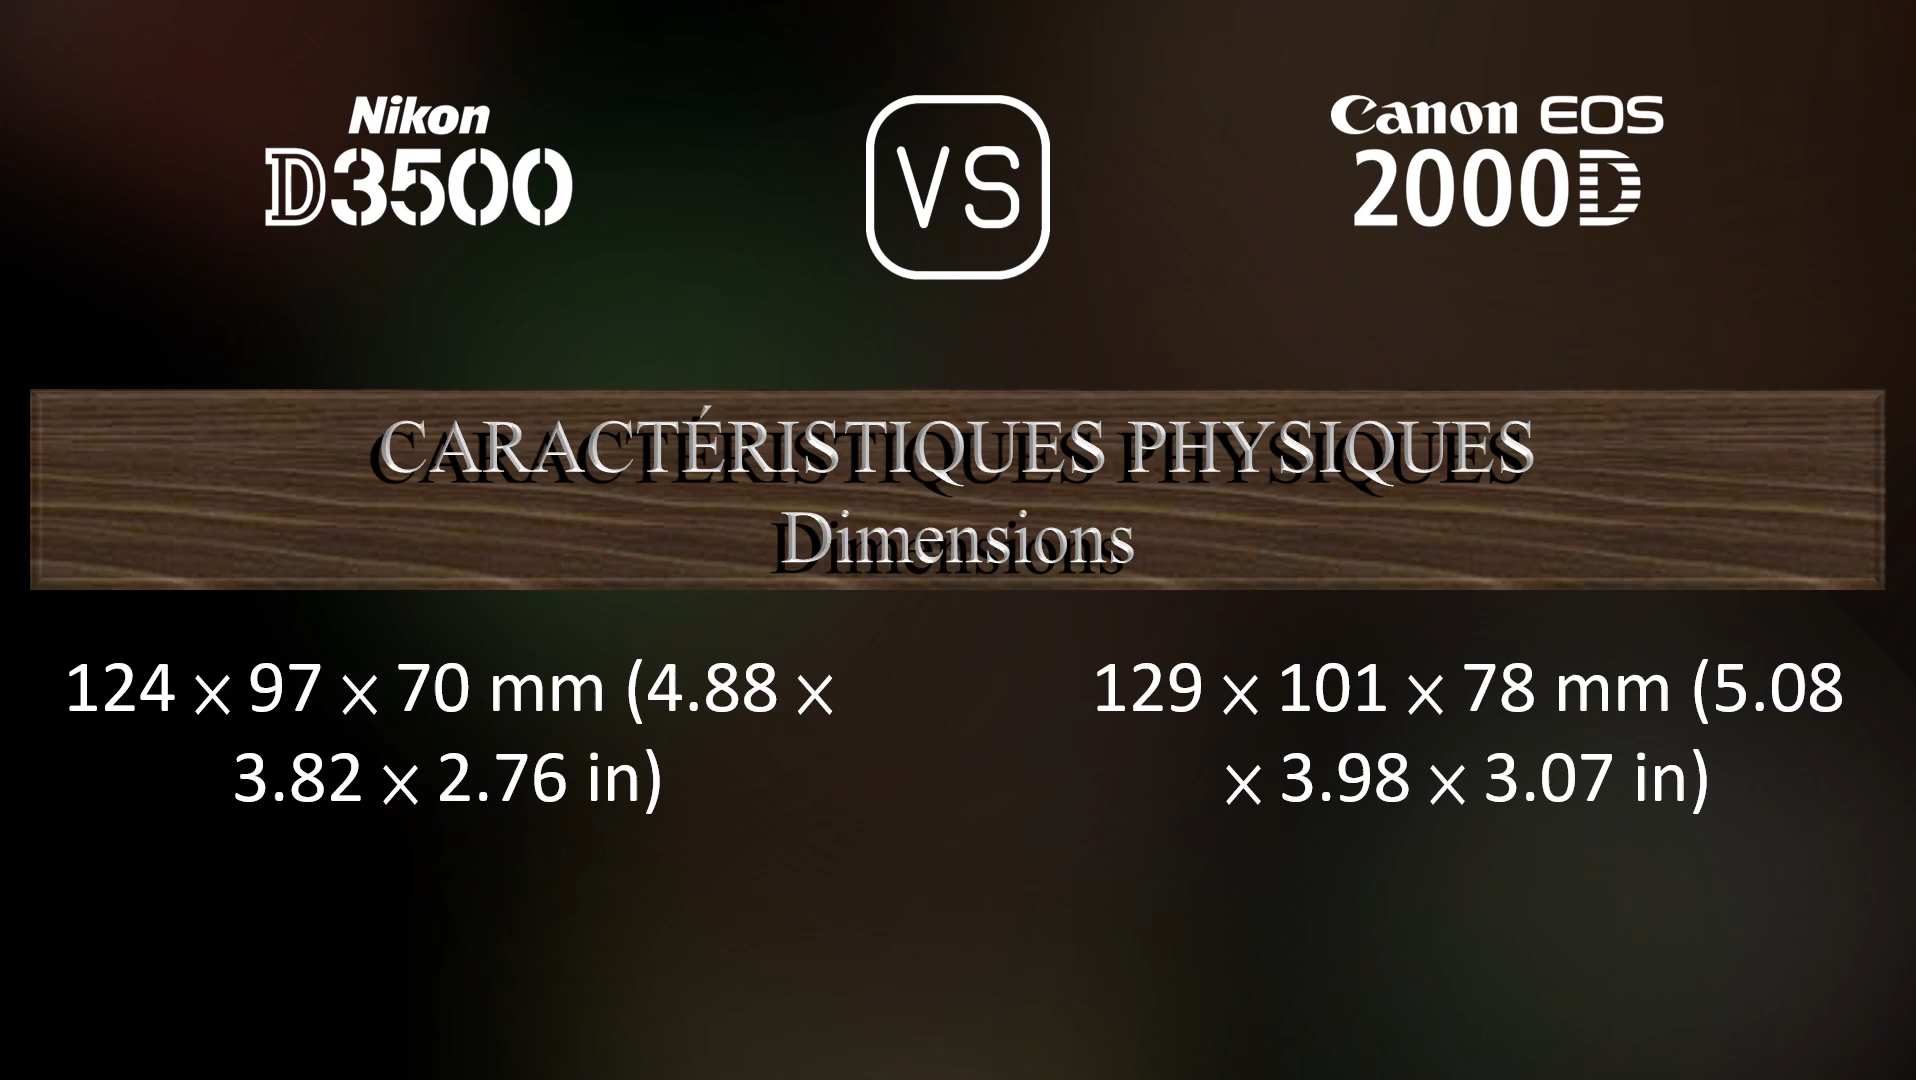 Nikon
D3500
VS
Canon EOS
2000D
CARACTÉRISTIQUES PHYSIQUES
Dimensions
124 x 97 x 70 mm (4.88 x
3.82 x 2.76 in)
129 x 101 x 78 mm (5.08
x 3.98 x 3.07 in)